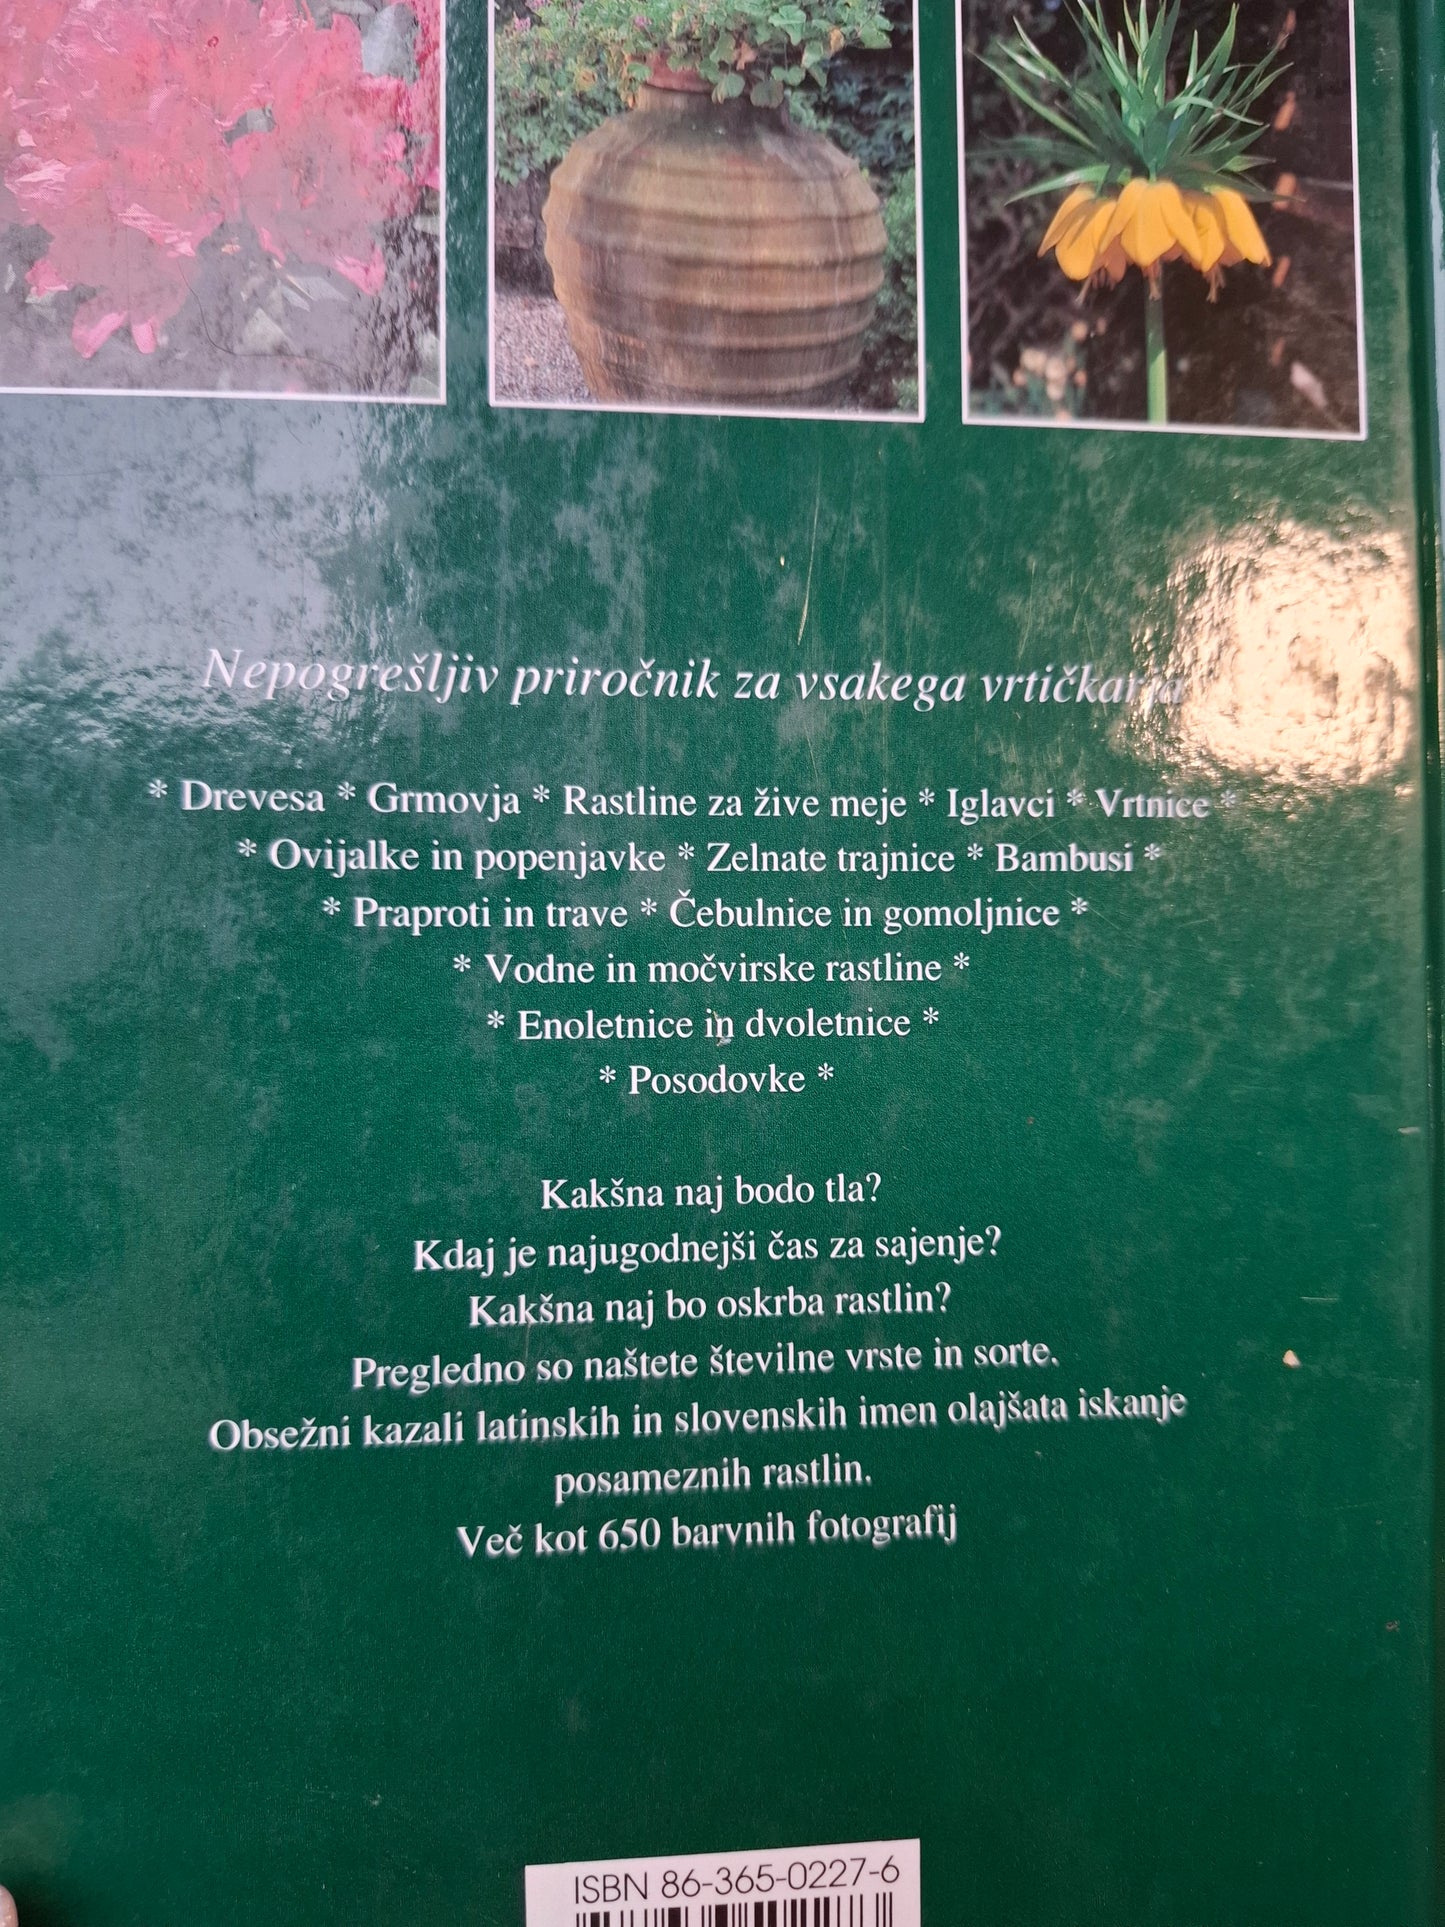 Nepogrešljiv priročnik za vsakega vrtičkarja
* Drevesa * Grmovja * Rastline za žive meje * Iglavci * Vrtnice *
* Ovijalke in popenjavke * Zelnate trajnice * Bambusi *
* Praproti in trave * Čebulnice in gomoljnice *
* Vodne in močvirske rastline *
* Enoletnice in dvoletnice *
* Posodovke *
Kakšna naj bodo tla?
Kdaj je najugodnejši čas za sajenje?
Kakšna naj bo oskrba rastlin?
Pregledno so naštete številne vrste in sorte.
Obsežni kazali latinskih in slovenskih imen olajšata iskanje
posameznih rastlin.
Več kot 650 barvnih fotografij
ISBN 86-365-0227-6